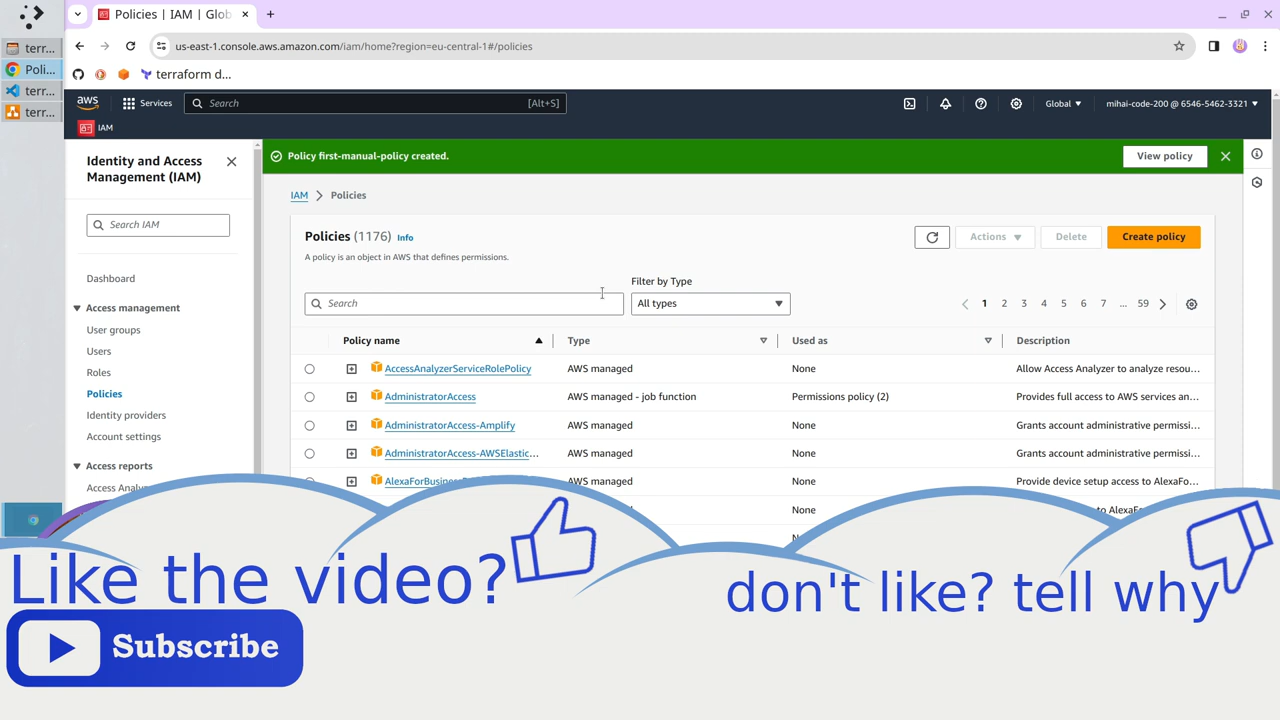 Policies | IAM | Glob
terr...
Poli...
terr...
terr...
us-east-1.console.aws.amazon.com/iam/home?region=eu-central-1#/policies
terraform d...
aws
Services
Search
[Alt+S]
Global
mihai-code-200 @ 6546-5462-3321
IAM
Identity and Access
Management (IAM)
Search IAM
Dashboard
Access management
User groups
Users
Roles
Policies
Identity providers
Account settings
Access reports
Policy first-manual-policy created.
View policy
IAM > Policies
Policies (1176) Info
A policy is an object in AWS that defines permissions.
Actions
Delete
Create policy
Filter by Type
Search
All types
1 2 3 4 5 6 7 ... 59
Policy name Type Used as Description
AccessAnalyzerServiceRolePolicy AWS managed None Allow Access Analyzer to analyze resou...
AdministratorAccess AWS managed - job function Permissions policy (2) Provides full access to AWS services an...
AdministratorAccess-Amplify AWS managed None Grants account administrative permissi...
AdministratorAccess-AWSElastic... AWS managed None Grants account administrative permissi...
AWS managed None Provide device setup access to AlexaFo...
None
Like the video?
don't like? tell why
Subscribe